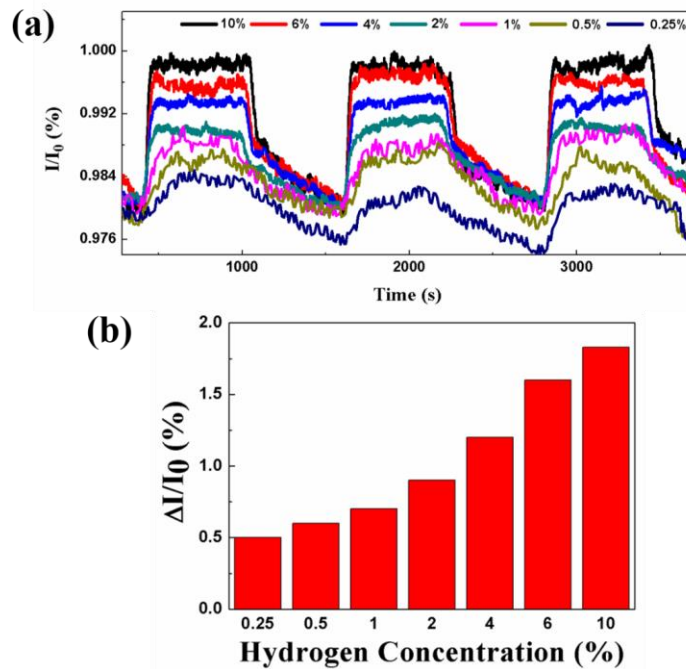 (a)
10% 6% 4% 2% 1% 0.5% 0.25%
1.000
0.992
0.984
0.976
I/I0 (%)
1000 2000 3000
Time (s)
(b)
2.0
1.5
1.0
0.5
0.0
ΔI/I0 (%)
0.25 0.5 1 2 4 6 10
Hydrogen Concentration (%)